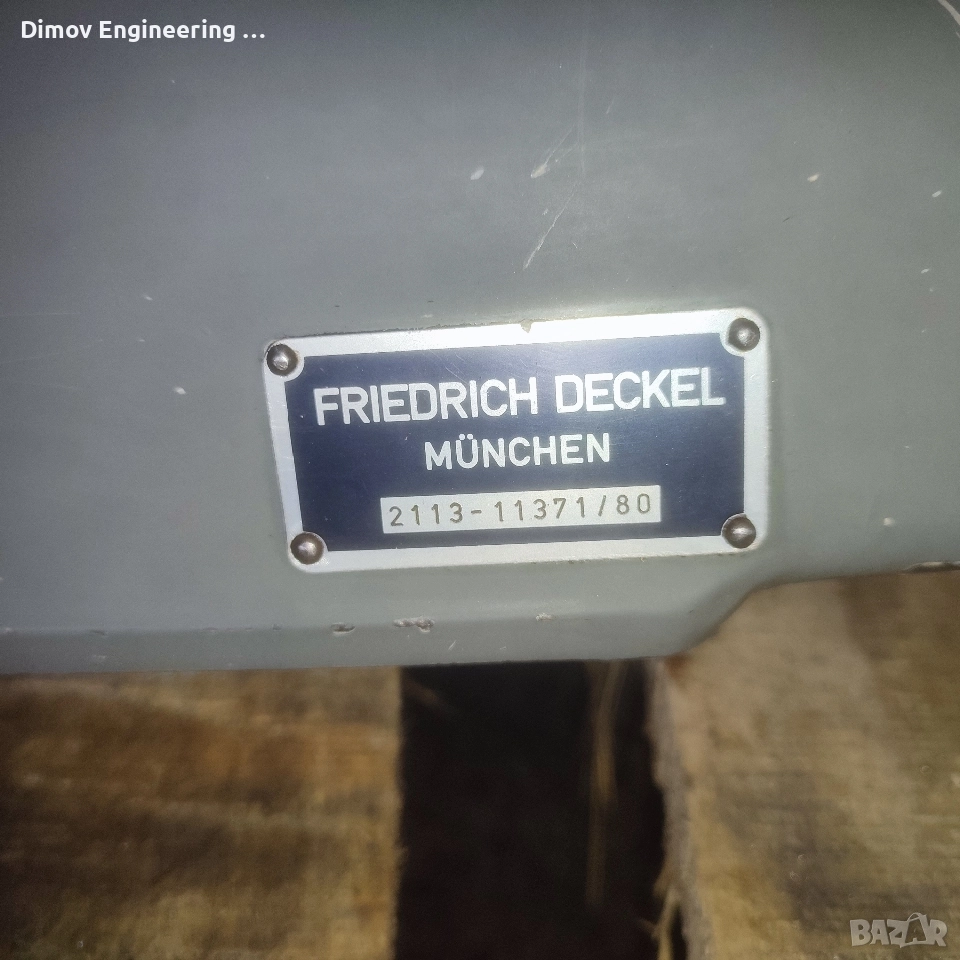 Dimov Engineering ...
FRIEDRICH DECKEL
MÜNCHEN
2113-11371/80
BAZAR